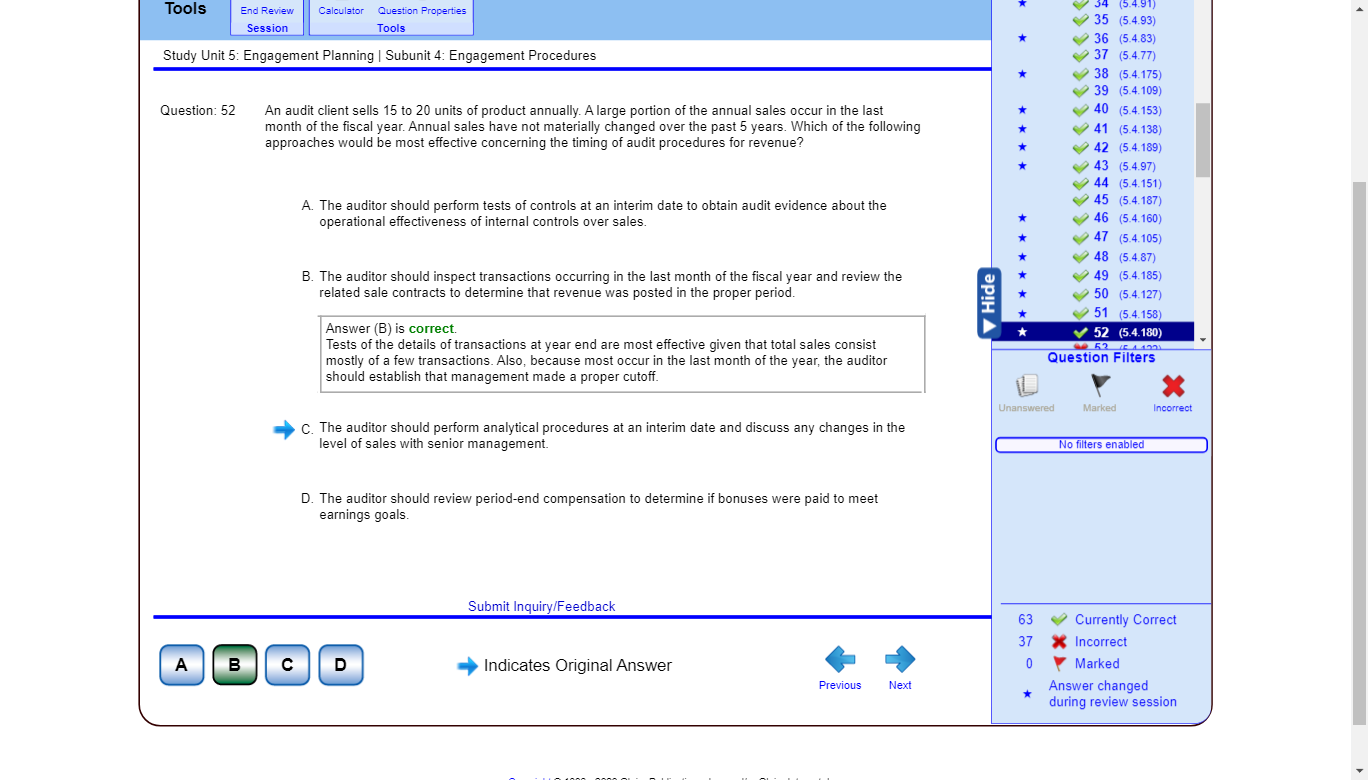 Tools
End Review
Session
Calculator Question Properties
Tools
Study Unit 5: Engagement Planning | Subunit 4: Engagement Procedures
Question: 52
An audit client sells 15 to 20 units of product annually. A large portion of the annual sales occur in the last
month of the fiscal year. Annual sales have not materially changed over the past 5 years. Which of the following
approaches would be most effective concerning the timing of audit procedures for revenue?
A. The auditor should perform tests of controls at an interim date to obtain audit evidence about the
operational effectiveness of internal controls over sales.
B. The auditor should inspect transactions occurring in the last month of the fiscal year and review the
related sale contracts to determine that revenue was posted in the proper period.
Answer (B) is correct.
Tests of the details of transactions at year end are most effective given that total sales consist
mostly of a few transactions. Also, because most occur in the last month of the year, the auditor
should establish that management made a proper cutoff.
C. The auditor should perform analytical procedures at an interim date and discuss any changes in the
level of sales with senior management.
D. The auditor should review period-end compensation to determine if bonuses were paid to meet
earnings goals.
Submit Inquiry/Feedback
A B C D
Indicates Original Answer
Previous
Next
34 (5.4.91)
35 (5.4.93)
36 (5.4.83)
37 (5.4.77)
38 (5.4.175)
39 (5.4.109)
40 (5.4.153)
41 (5.4.138)
42 (5.4.189)
43 (5.4.97)
44 (5.4.151)
45 (5.4.187)
46 (5.4.160)
47 (5.4.105)
48 (5.4.87)
49 (5.4.185)
50 (5.4.127)
51 (5.4.158)
52 (5.4.180)
Hide
Question Filters
Unanswered
Marked
Incorrect
No filters enabled
63 Currently Correct
37 Incorrect
0 Marked
Answer changed
during review session